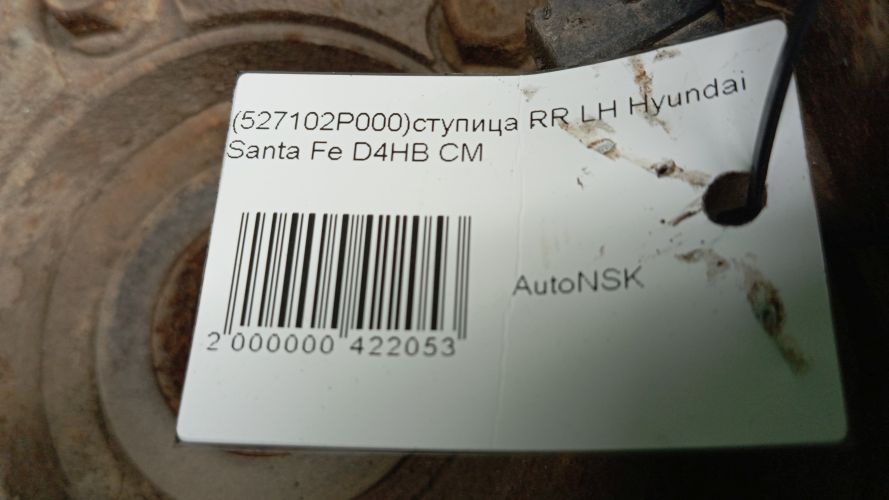 (527102P000)ступица RR LH Hyundai
Santa Fe D4HB CM
AutoNSK
2 000000 422053